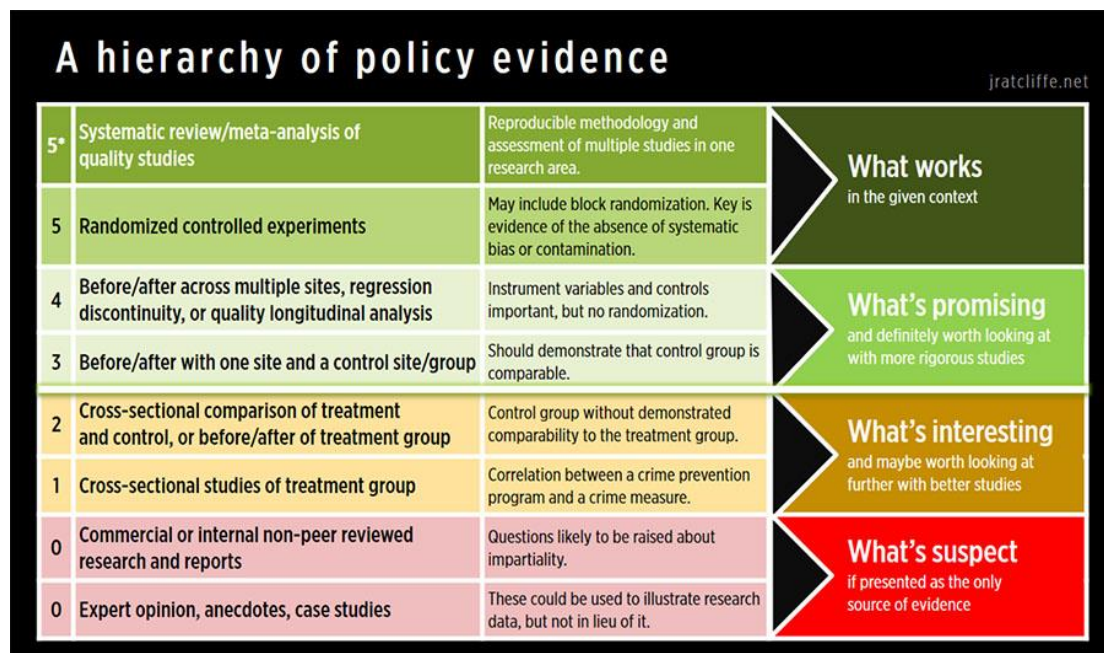 A hierarchy of policy evidence
jratcliffe.net
5*
Systematic review/meta-analysis of
quality studies
Reproducible methodology and
assessment of multiple studies in one
research area.
5
Randomized controlled experiments
May include block randomization. Key is
evidence of the absence of systematic
bias or contamination.
What works
in the given context
4
Before/after across multiple sites, regression
discontinuity, or quality longitudinal analysis
Instrument variables and controls
important, but no randomization.
3
Before/after with one site and a control site/group
Should demonstrate that control group is
comparable.
What's promising
and definitely worth looking at
with more rigorous studies
2
Cross-sectional comparison of treatment
and control, or before/after of treatment group
Control group without demonstrated
comparability to the treatment group.
1
Cross-sectional studies of treatment group
Correlation between a crime prevention
program and a crime measure.
What's interesting
and maybe worth looking at
further with better studies
0
Commercial or internal non-peer reviewed
research and reports
Questions likely to be raised about
impartiality.
0
Expert opinion, anecdotes, case studies
These could be used to illustrate research
data, but not in lieu of it.
What's suspect
if presented as the only
source of evidence